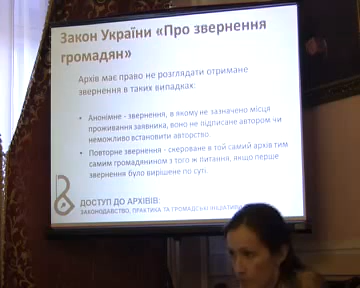 Закон України «Про звернення
громадян»
Архів має право не розглядати отримане
звернення в таких випадках:
• Анонімне - звернення, в якому не зазначено місця
проживання заявника, воно не підписане автором чи
неможливо встановити авторство.
• Повторне звернення - скероване в той самий архів тим
самим громадянином з того ж питання, якщо перше
звернення було вирішене по суті.
ДОСТУП ДО АРХІВІВ:
ЗАКОНОДАВСТВО, ПРАКТИКА ТА ГРОМАДСЬКІ ІНІЦІАТИВИ